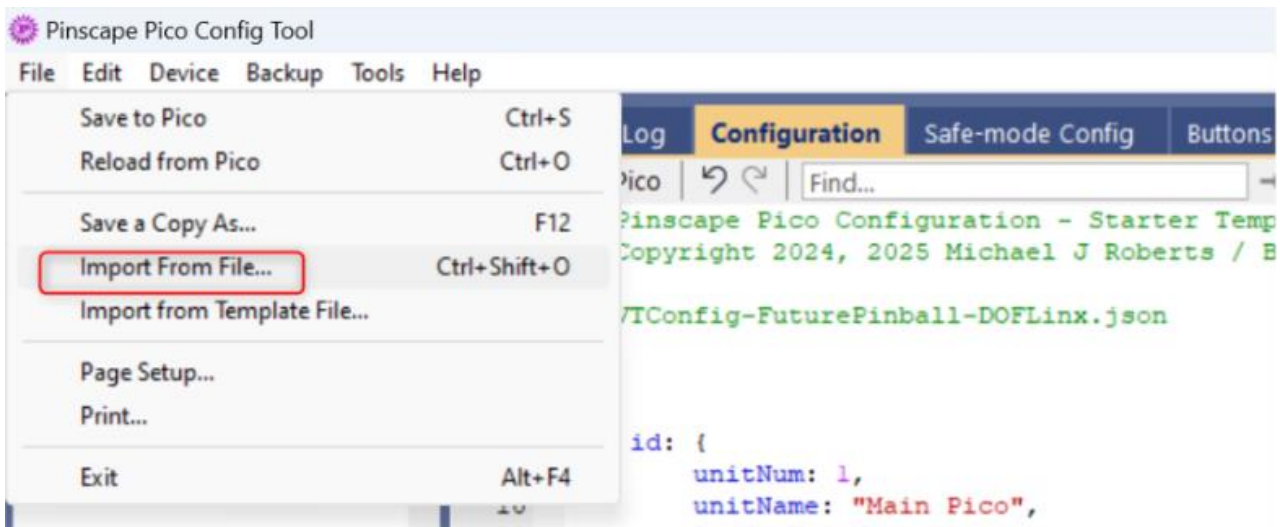 Pinscape Pico Config Tool
File Edit Device Backup Tools Help
Save to Pico Ctrl+S
Reload from Pico Ctrl+O
Save a Copy As... F12
Import From File... Ctrl+Shift+O
Import from Template File...
Page Setup...
Print...
Exit Alt+F4
Log Configuration Safe-mode Config Buttons
Pico Find...
Pinscape Pico Configuration - Starter Temp
Copyright 2024, 2025 Michael J Roberts / B
VTConfig-FuturePinball-DOFLinx.json
id: {
unitNum: 1,
unitName: "Main Pico",